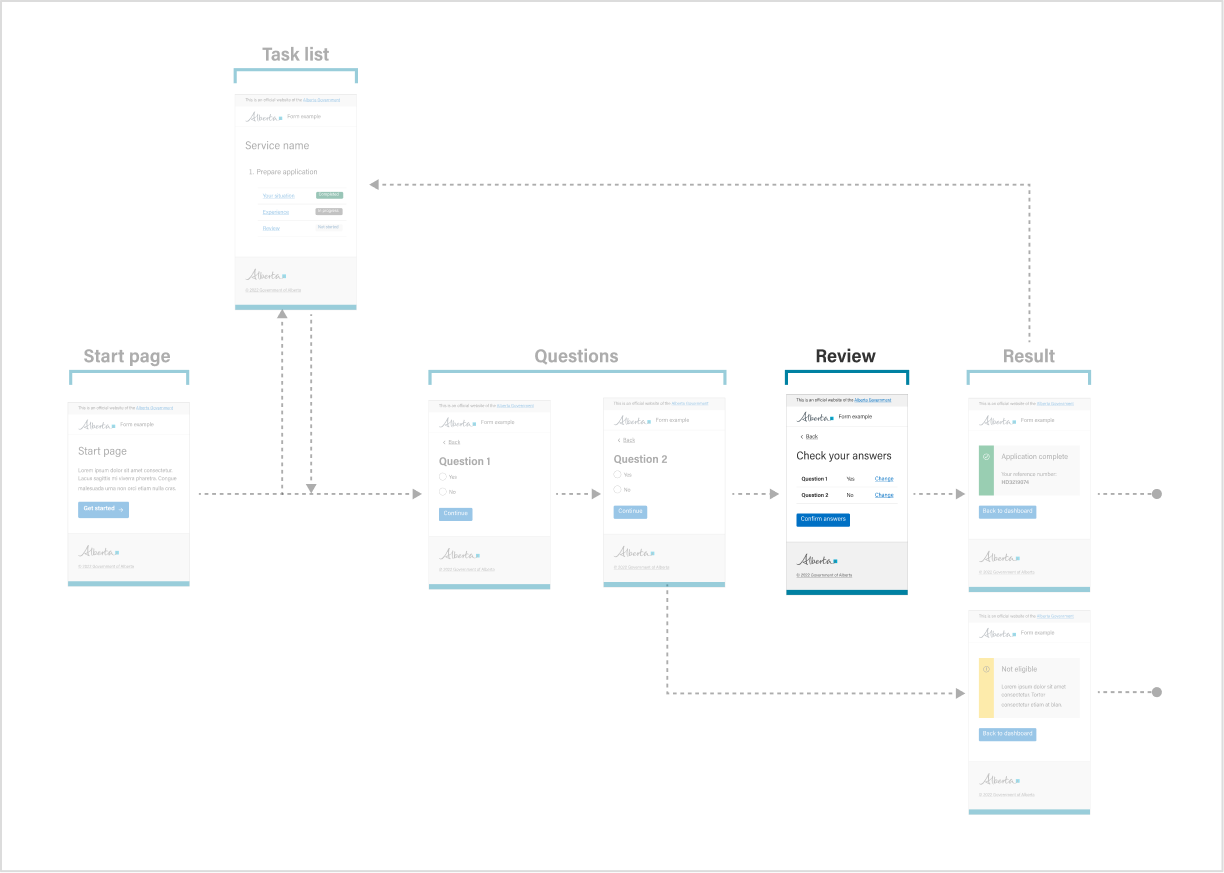 Task list
This is an official website of the Alberta Government
Alberta Form example
Service name
1. Prepare application
Your situation Completed
Experience In progress
Review Not started
Alberta
© 2022 Government of Alberta
Start page
This is an official website of the Alberta Government
Alberta Form example
Start page
Lorem ipsum dolor sit amet consectetur.
Lacus sagittis mi viverra pharetra. Congue
malesuada urna non orci etiam nulla cras.
Get started
Alberta
© 2022 Government of Alberta
Questions
This is an official website of the Alberta Government
Alberta Form example
Back
Question 1
Yes
No
Continue
Alberta
© 2022 Government of Alberta
This is an official website of the Alberta Government
Alberta Form example
Back
Question 2
Yes
No
Continue
Alberta
© 2022 Government of Alberta
Review
This is an official website of the Alberta Government
Alberta Form example
Back
Check your answers
Question 1 Yes Change
Question 2 No Change
Confirm answers
Alberta
© 2022 Government of Alberta
Result
This is an official website of the Alberta Government
Alberta Form example
Application complete
Your reference number:
HD3218074
Back to dashboard
Alberta
© 2022 Government of Alberta
This is an official website of the Alberta Government
Alberta Form example
Not eligible
Lorem ipsum dolor sit amet
consectetur. Tortor
consectetur etiam at blan.
Back to dashboard
Alberta
© 2022 Government of Alberta